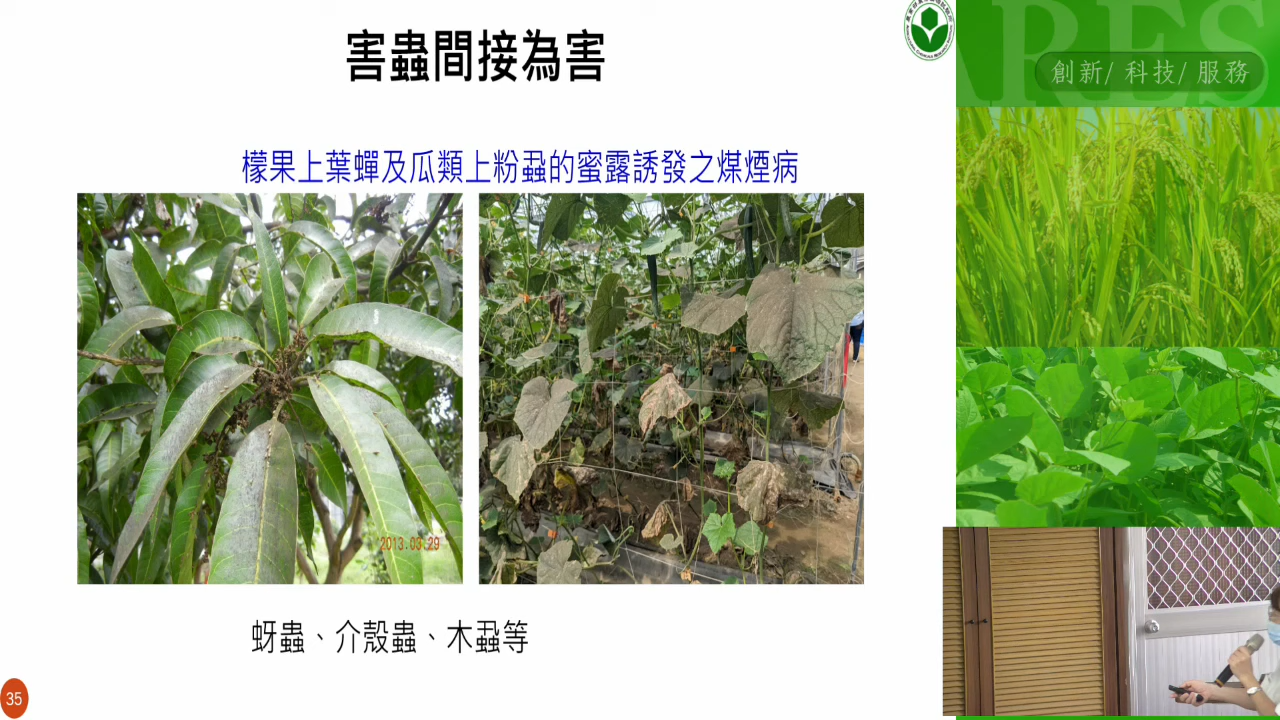 害蟲間接為害
創新/ 科技/ 服務
檬果上葉蟬及瓜類上粉蝨的蜜露誘發之煤煙病
2013.03.29
蚜蟲、介殼蟲、木蝨等
35